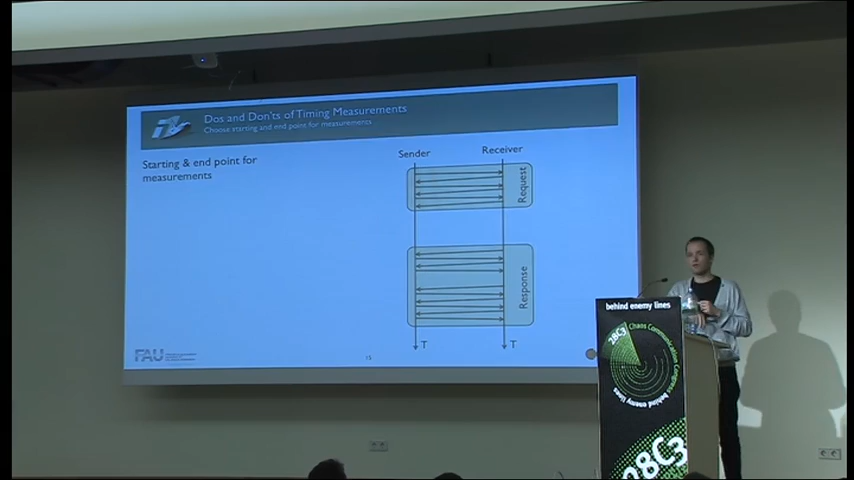 Dos and Don'ts of Timing Measurements
Choose starting and end point for measurements
Starting & end point for
measurements
Sender
Receiver
Request
Response
T
T
FAU
15
behind enemy lines
28C3
Chaos Communication Congress
behind enemy lines
28C3